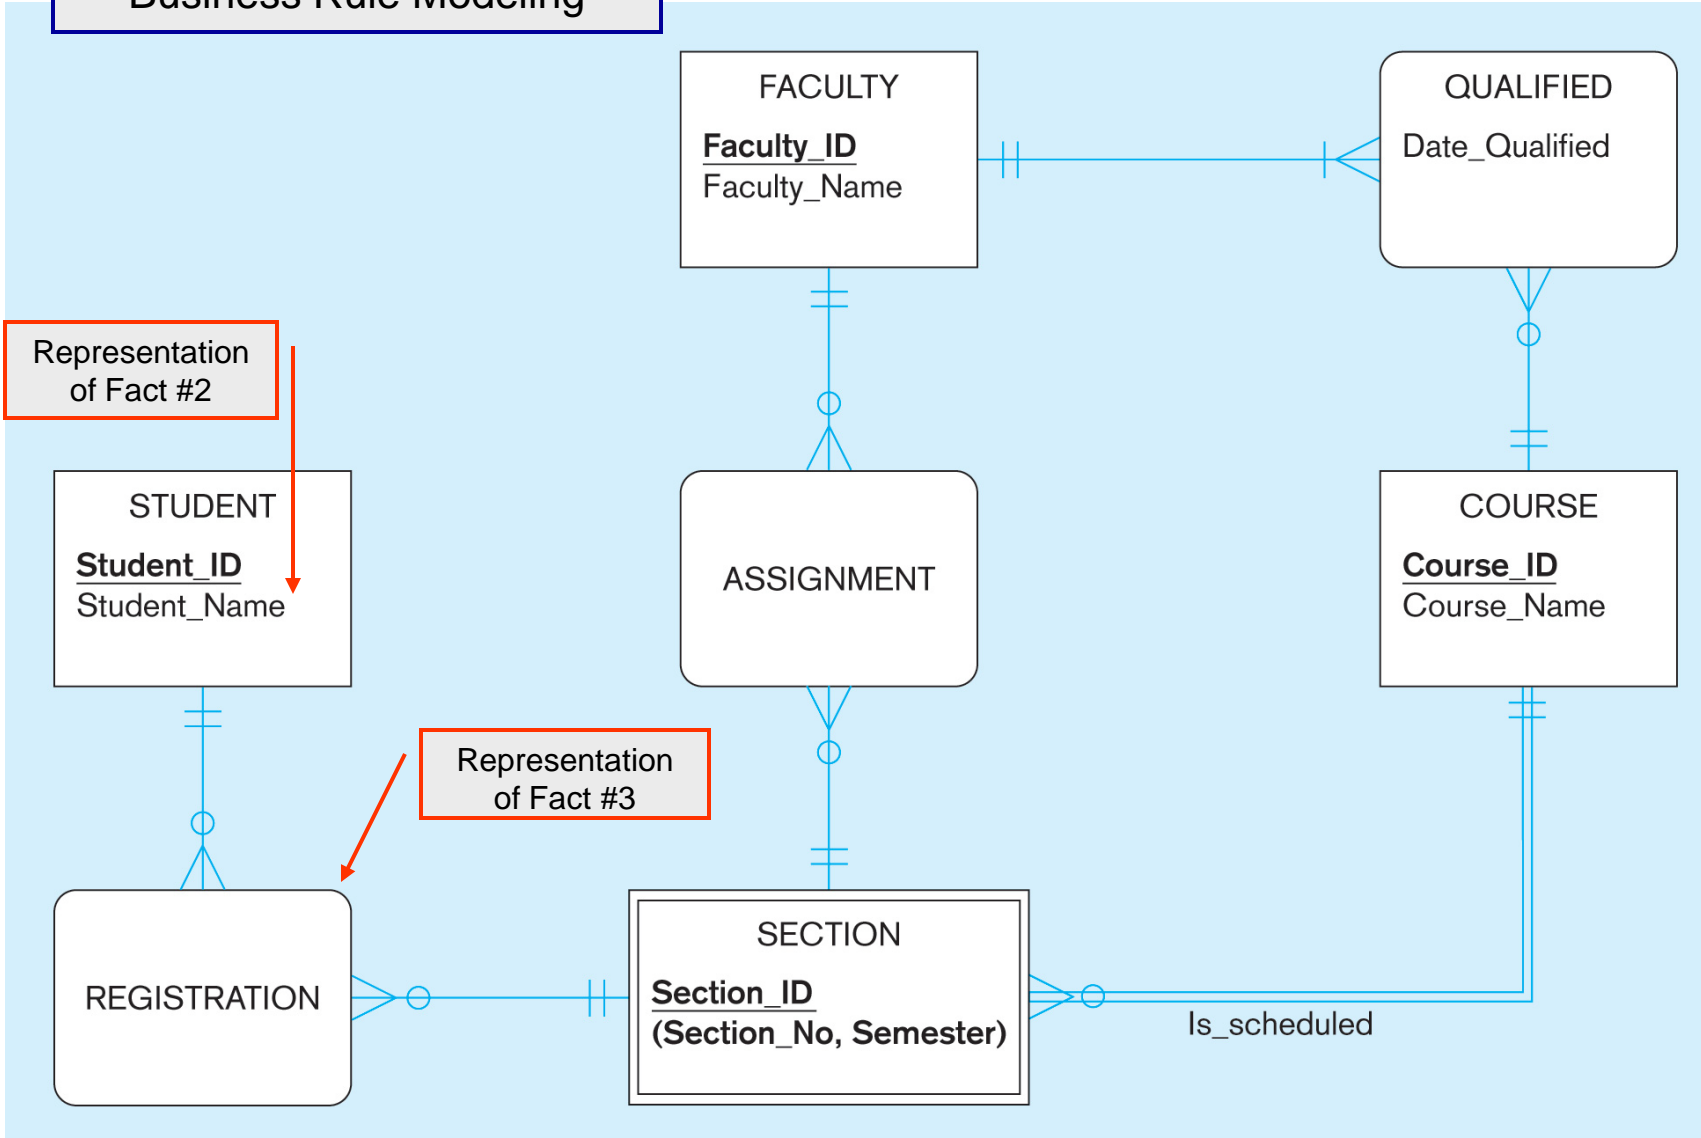 Business Rule Modeling
FACULTY
Faculty_ID
Faculty_Name
QUALIFIED
Date_Qualified
Representation
of Fact #2
STUDENT
Student_ID
Student_Name
ASSIGNMENT
COURSE
Course_ID
Course_Name
Representation
of Fact #3
REGISTRATION
SECTION
Section_ID
(Section_No, Semester)
Is_scheduled